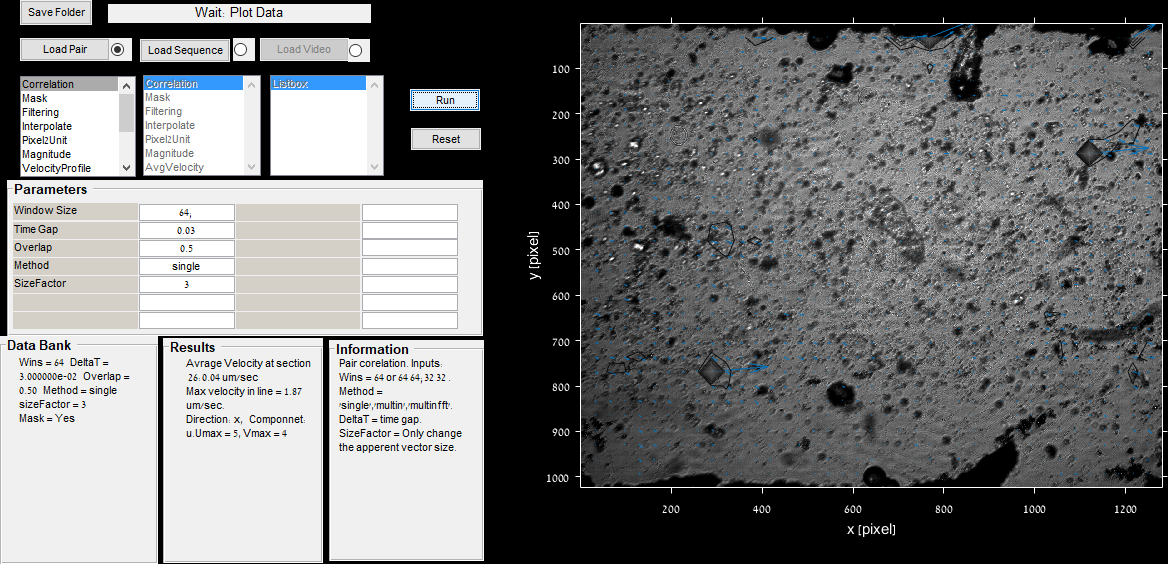 Save Folder
Wait: Plot Data
Load Pair
Load Sequence
Load Video
Correlation
Mask
Filtering
Interpolate
Pixel2Unit
Magnitude
VelocityProfile
Correlation
Mask
Filtering
Interpolate
Pixel2Unit
Magnitude
AvgVelocity
Listbox
Run
Reset
Parameters
Window Size 64,
Time Gap 0.03
Overlap 0.5
Method single
SizeFactor 3
Data Bank
Wins = 64 DeltaT =
3.000000e-02 Overlap =
0.50 Method = single
sizeFactor = 3
Mask = Yes
Results
Avrage Velocity at section
26: 0.04 um/sec
Max velocity in line = 1.87
um/sec.
Direction: x, Componnet:
u.Umax = 5, Vmax = 4
Information
Pair corelation. Inputs:
Wins = 64 or 64 64; 32 32 .
Method =
'single','multin','multinfft'.
DeltaT = time gap.
SizeFactor = Only change
the apperent vector size.
y [pixel]
100
200
300
400
500
600
700
800
900
1000
200 400 600 800 1000 1200
x [pixel]